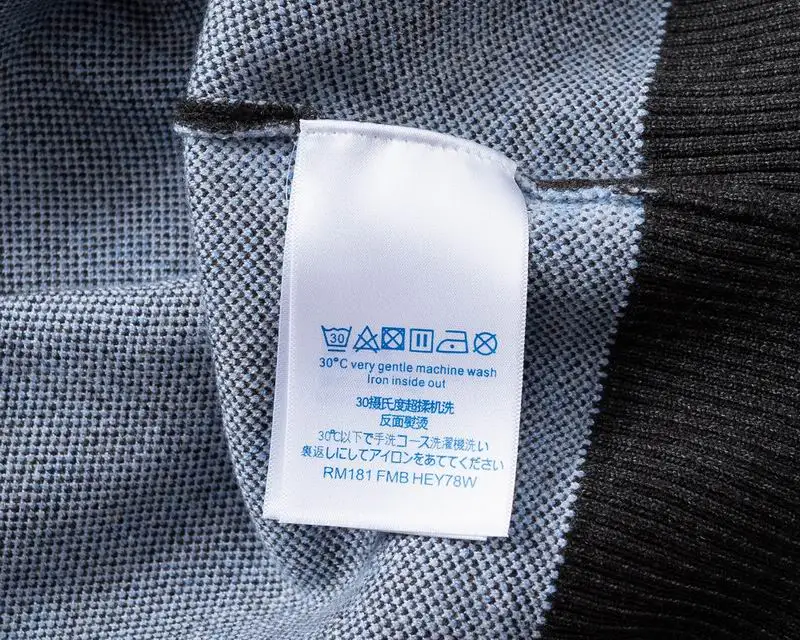 30
30°C very gentle machine wash
Iron inside out
30摄氏度超揉机洗
反面熨烫
30℃以下で手洗コース洗濯機洗い
裏返しにしてアイロンをあててください
RM181 FMB HEY78W